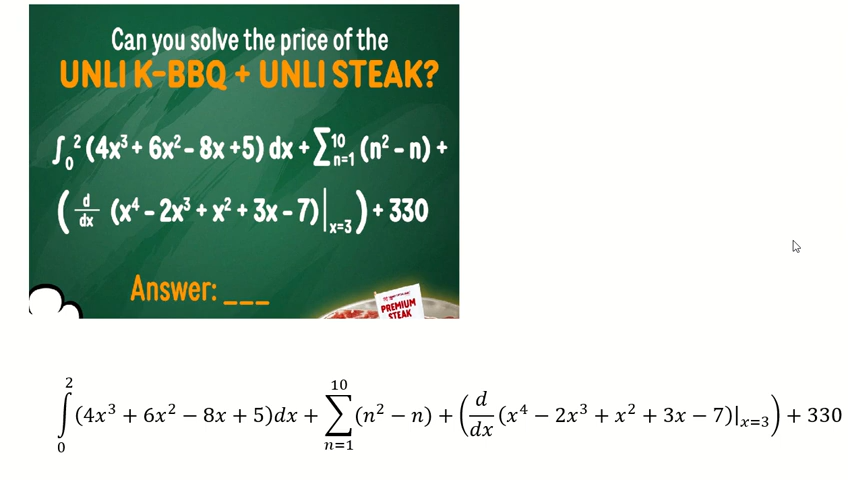 Can you solve the price of the
UNLI K-BBQ + UNLI STEAK?
∫₀² (4x³ + 6x² - 8x +5) dx + ∑ₙ₌₁¹⁰ (n² - n) +
( d/dx (x⁴ - 2x³ + x² + 3x - 7)|ₓ₌₃ ) + 330
Answer: ___
PREMIUM
STEAK
∫₀² (4x³ + 6x² − 8x + 5)dx + ∑ₙ₌₁¹⁰ (n² − n) + (d/dx (x⁴ − 2x³ + x² + 3x − 7)|ₓ₌₃) + 330